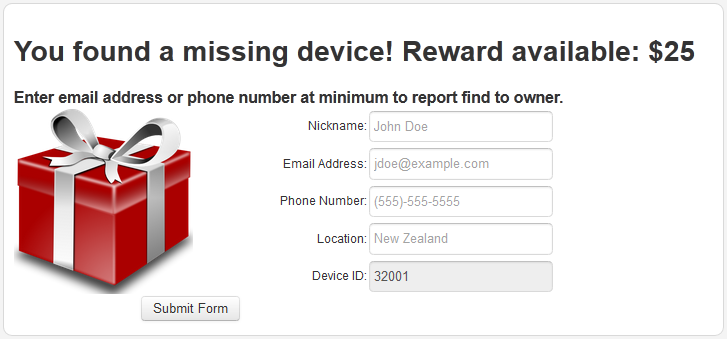 You found a missing device! Reward available: $25
Enter email address or phone number at minimum to report find to owner.
Nickname: John Doe
Email Address: jdoe@example.com
Phone Number: (555)-555-5555
Location: New Zealand
Device ID: 32001
Submit Form